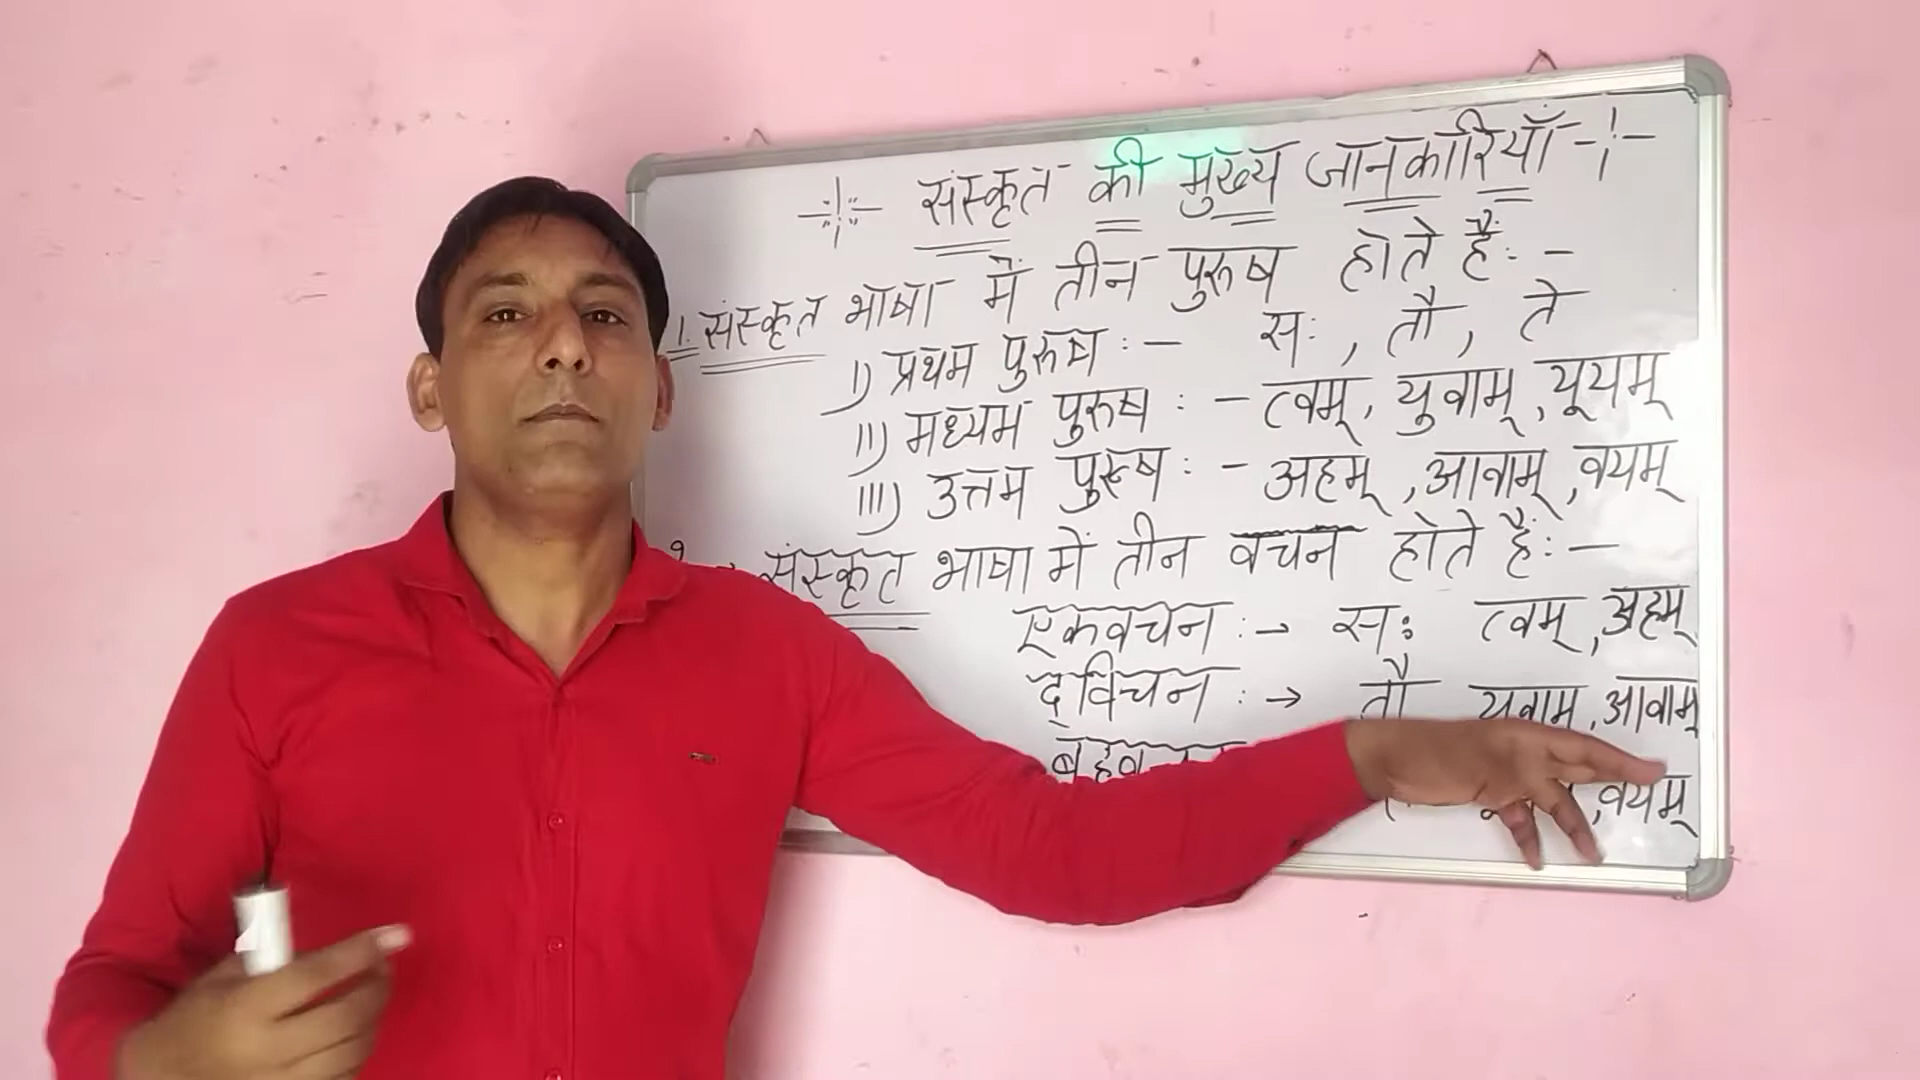 संस्कृत की मुख्य जानकारियाँ
1. संस्कृत भाषा में तीन पुरुष होते हैं: -
I) प्रथम पुरुष : - सः , तौ , ते
II) मध्यम पुरुष : - त्वम् , युवाम् , यूयम्
III) उत्तम पुरुष : - अहम् , आवाम् , वयम्
संस्कृत भाषा में तीन वचन होते हैं: -
एकवचन : → सः त्वम् , अहम्
द्विचन : → तौ युवाम , आवाम्
, वयम्